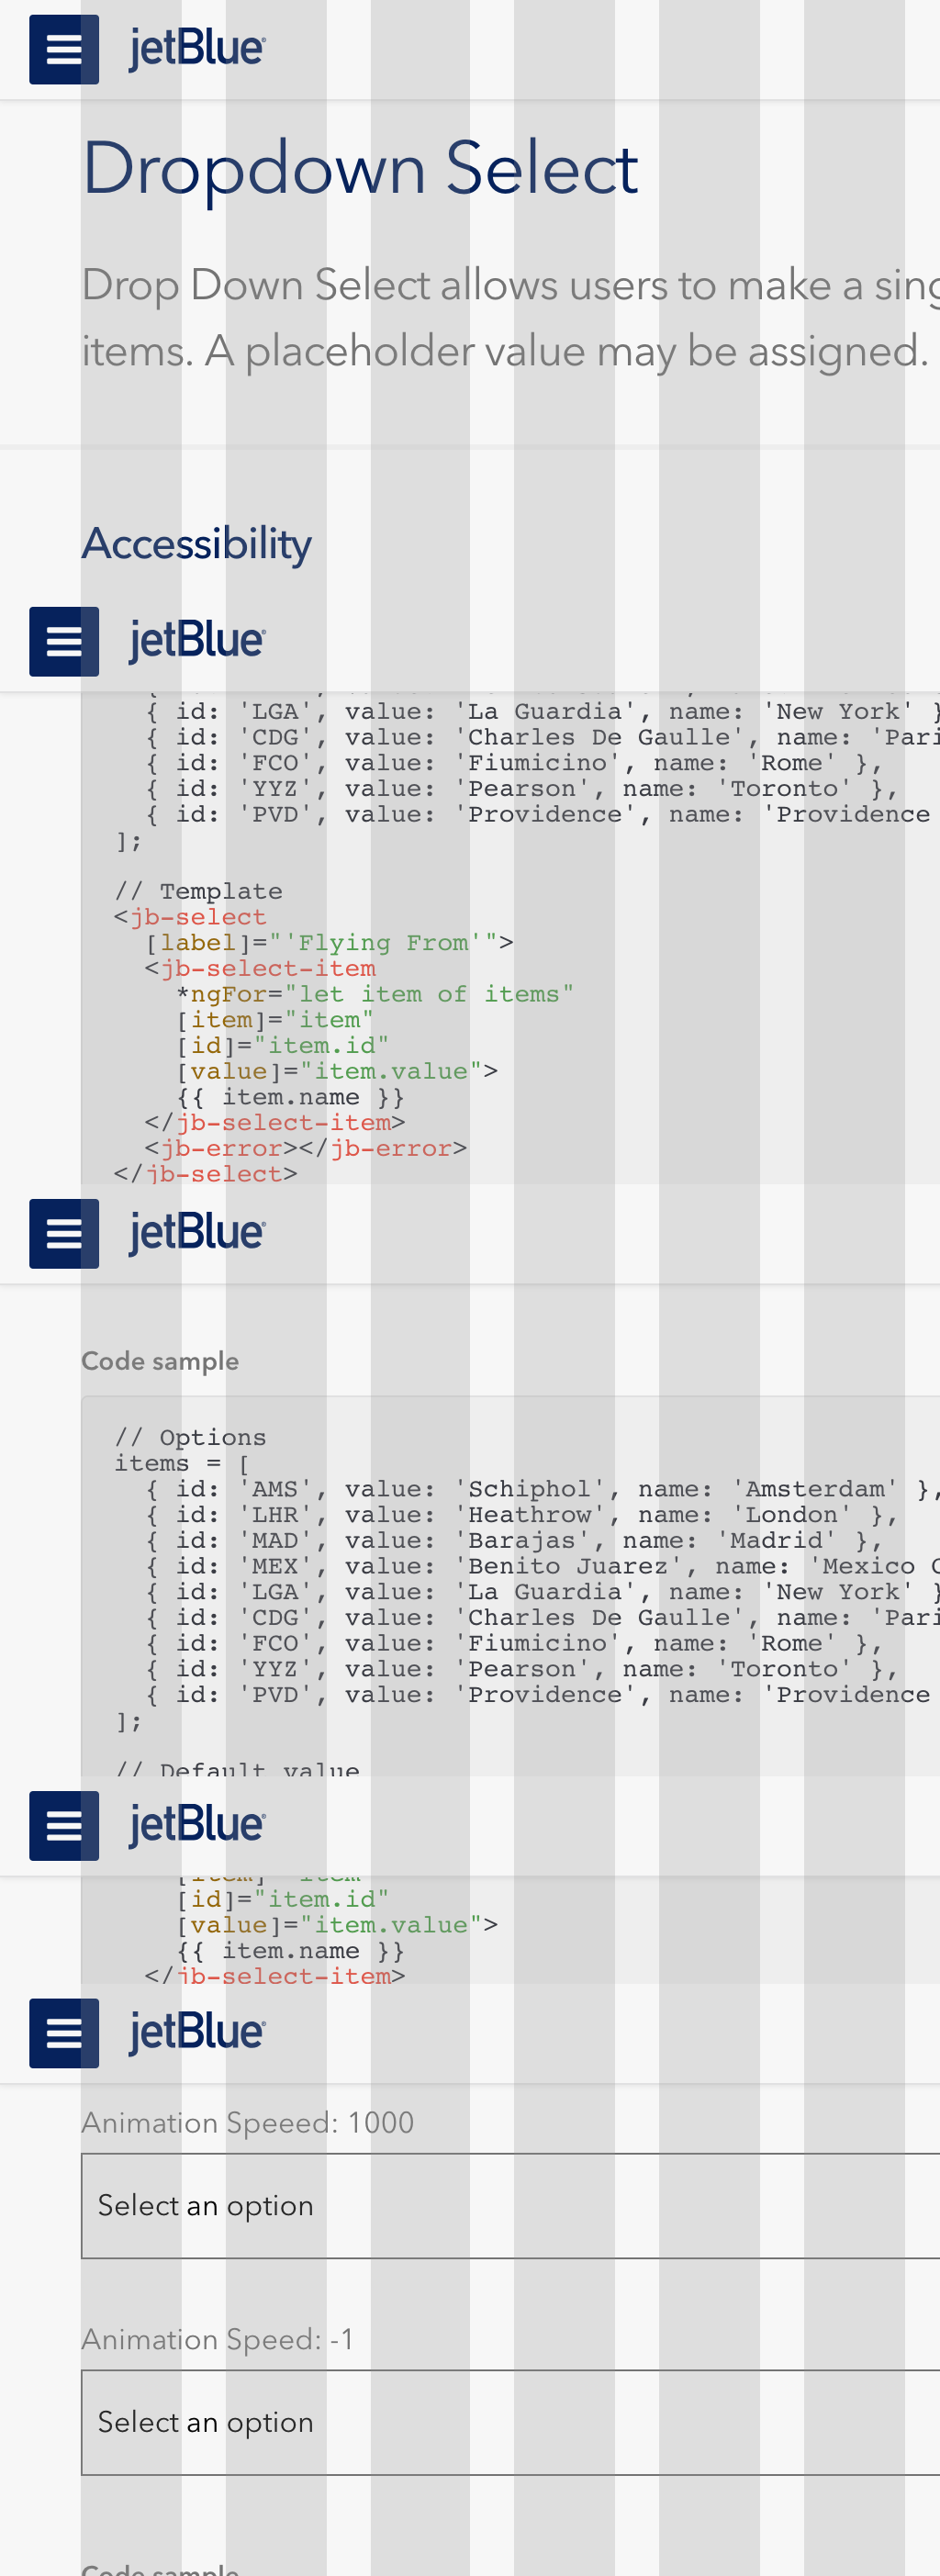 jetBlue
Dropdown Select
Drop Down Select allows users to make a
items. A placeholder value may be assigned.
Accessibility
jetBlue
{ id: 'LGA', value: 'La Guardia', name: 'New York' }
{ id: 'CDG', value: 'Charles De Gaulle', name: 'Pari
{ id: 'FCO', value: 'Fiumicino', name: 'Rome' },
{ id: 'YYZ', value: 'Pearson', name: 'Toronto' },
{ id: 'PVD', value: 'Providence', name: 'Providence
];
// Template
<jb-select
[label]="'Flying From'">
<jb-select-item
*ngFor="let item of items"
[item]="item"
[id]="item.id"
[value]="item.value">
{{ item.name }}
</jb-select-item>
<jb-error></jb-error>
</jb-select>
jetBlue
Code sample
// Options
items = [
{ id: 'AMS', value: 'Schiphol', name: 'Amsterdam' },
{ id: 'LHR', value: 'Heathrow', name: 'London' },
{ id: 'MAD', value: 'Barajas', name: 'Madrid' },
{ id: 'MEX', value: 'Benito Juarez', name: 'Mexico
{ id: 'LGA', value: 'La Guardia', name: 'New York' }
{ id: 'CDG', value: 'Charles De Gaulle', name: 'Pari
{ id: 'FCO', value: 'Fiumicino', name: 'Rome' },
{ id: 'YYZ', value: 'Pearson', name: 'Toronto' },
{ id: 'PVD', value: 'Providence', name: 'Providence
];
// Default value
jetBlue
[item] item
[id]="item.id"
[value]="item.value">
{{ item.name }}
</jb-select-item>
jetBlue
Animation Speeed: 1000
Select an option
Animation Speed: -1
Select an option
Code sample